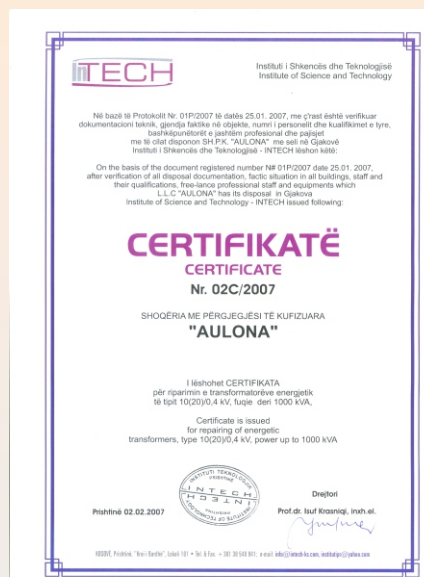 InTECH
Instituti i Shkencës dhe Teknologjisë
Institute of Science and Technology
Në bazë të Protokolit Nr. 01P/2007 të datës 25.01. 2007, me ç'rast është verifikuar
dokumentacioni teknik, gjendja faktike në objekte, numri i personelit dhe kualifikimet e tyre,
bashkëpunëtorët e jashtëm profesional dhe pajisjet
me të cilat disponon SH.P.K. "AULONA" me seli në Gjakovë
Instituti i Shkencës dhe Teknologjisë - INTECH lëshon këtë:
On the basis of the document registered number N# 01P/2007 date 25.01. 2007,
after verification of all disposal documentation, factic situation in all buildings, staff and
their qualifications, free-lance professional staff and equipments which
L.L.C "AULONA" has its disposal in Gjakova
Institute of Science and Technology - INTECH issued following:
CERTIFIKATË
CERTIFICATE
Nr. 02C/2007
SHOQËRIA ME PËRGJEGJËSI TË KUFIZUARA
"AULONA"
I lëshohet CERTIFIKATA
për riparimin e transformatorëve energjetik
të tipit 10(20)/0,4 kV, fuqie deri 1000 kVA,
Certificate is issued
for repairing of energetic
transformers, type 10(20)/0,4 kV, power up to 1000 kVA
INTECH
Drejtori
Prishtinë 02.02.2007
Prof.dr. Isuf Krasniqi, inxh.el.